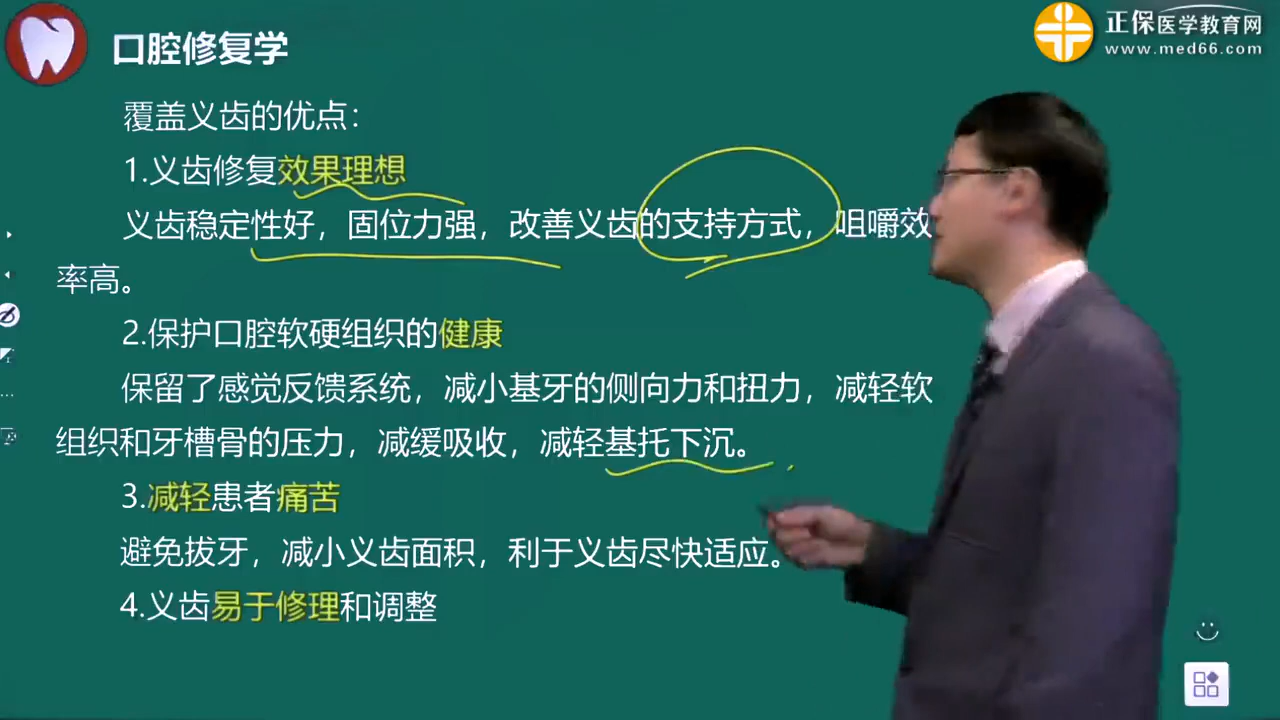 口腔修复学
正保医学教育网
www.med66.com
覆盖义齿的优点：
1.义齿修复效果理想
义齿稳定性好，固位力强，改善义齿的支持方式，咀嚼效
率高。
2.保护口腔软硬组织的健康
保留了感觉反馈系统，减小基牙的侧向力和扭力，减轻软
组织和牙槽骨的压力，减缓吸收，减轻基托下沉。
3.减轻患者痛苦
避免拔牙，减小义齿面积，利于义齿尽快适应。
4.义齿易于修理和调整